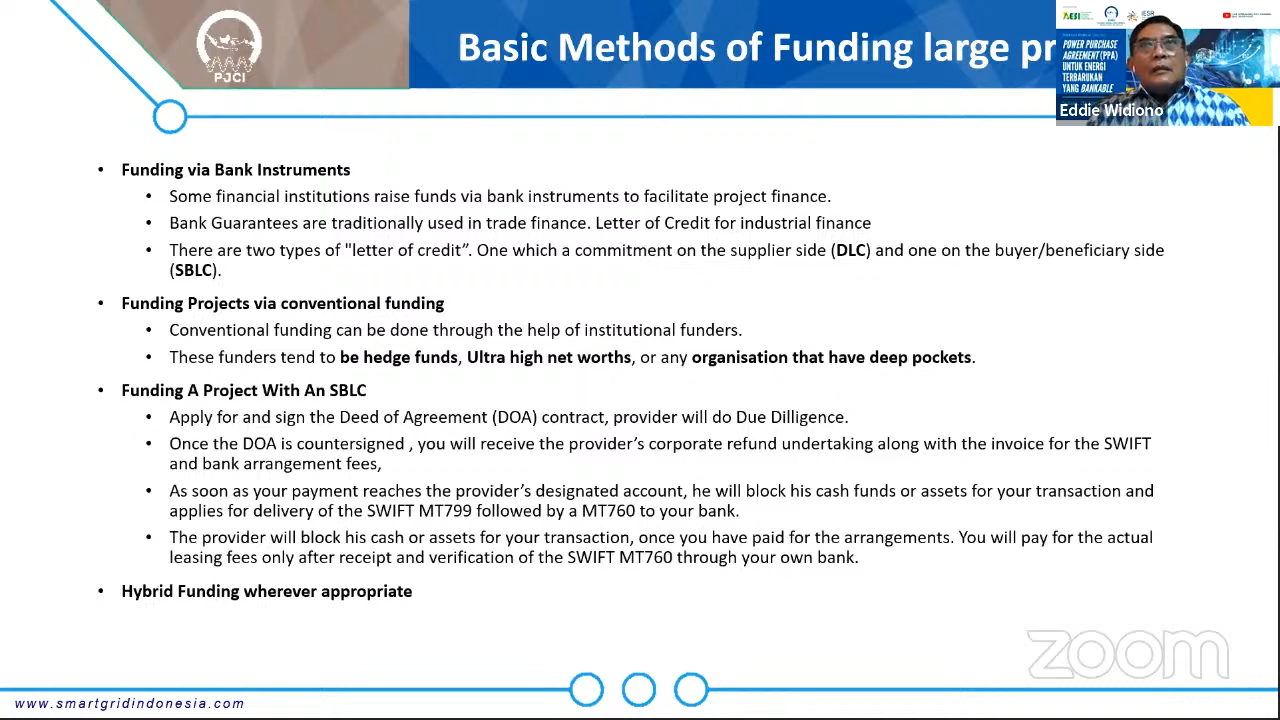 PJCI
Basic Methods of Funding large pr
AESI
IESR
POWER PURCHASE
AGREEMENT (PPA)
UNTUK ENERGI
TERBARUKAN
YANG BANKABLE
Eddie Widiono
• Funding via Bank Instruments
• Some financial institutions raise funds via bank instruments to facilitate project finance.
• Bank Guarantees are traditionally used in trade finance. Letter of Credit for industrial finance
• There are two types of "letter of credit”. One which a commitment on the supplier side (DLC) and one on the buyer/beneficiary side
(SBLC).
• Funding Projects via conventional funding
• Conventional funding can be done through the help of institutional funders.
• These funders tend to be hedge funds, Ultra high net worths, or any organisation that have deep pockets.
• Funding A Project With An SBLC
• Apply for and sign the Deed of Agreement (DOA) contract, provider will do Due Dilligence.
• Once the DOA is countersigned , you will receive the provider’s corporate refund undertaking along with the invoice for the SWIFT
and bank arrangement fees,
• As soon as your payment reaches the provider’s designated account, he will block his cash funds or assets for your transaction and
applies for delivery of the SWIFT MT799 followed by a MT760 to your bank.
• The provider will block his cash or assets for your transaction, once you have paid for the arrangements. You will pay for the actual
leasing fees only after receipt and verification of the SWIFT MT760 through your own bank.
• Hybrid Funding wherever appropriate
zoom
www.smartgridindonesia.com